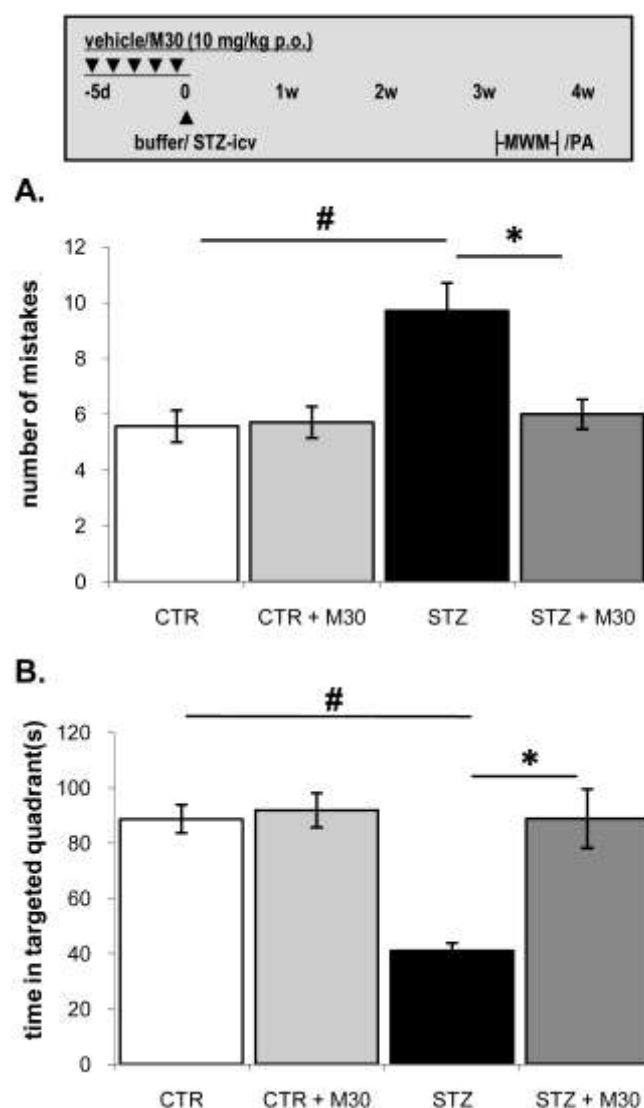 vehicle/M30 (10 mg/kg p.o.)
-5d 0 1w 2w 3w 4w
buffer/ STZ-icv MWM /PA
A.
# *
number of mistakes
12
10
8
6
4
2
0
CTR CTR + M30 STZ STZ + M30
B.
# *
time in targeted quadrant(s)
120
100
80
60
40
20
0
CTR CTR + M30 STZ STZ + M30